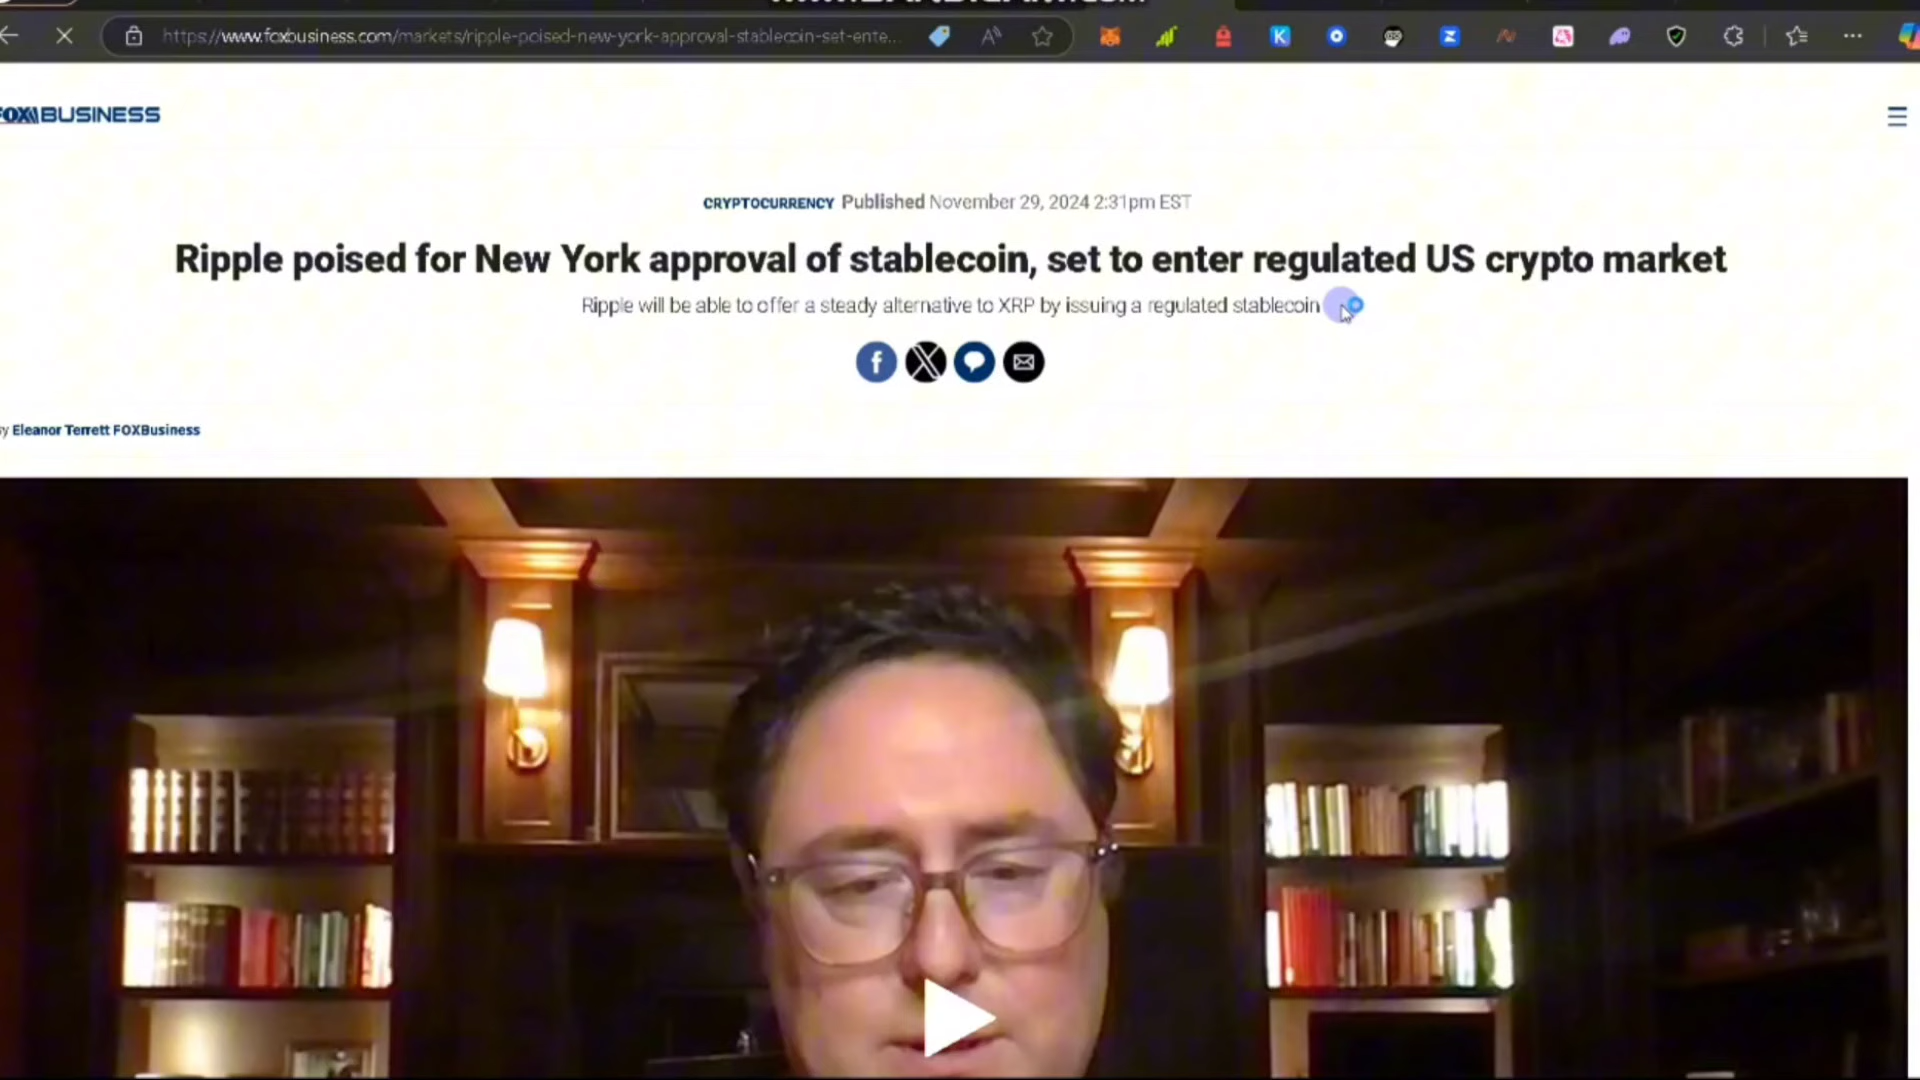 https://www.foxbusiness.com/markets/ripple-poised-new-york-approval-stablecoin-set-ente...
FOX BUSINESS
CRYPTOCURRENCY Published November 29, 2024 2:31pm EST
Ripple poised for New York approval of stablecoin, set to enter regulated US crypto market
Ripple will be able to offer a steady alternative to XRP by issuing a regulated stablecoin
By Eleanor Terrett FOXBusiness